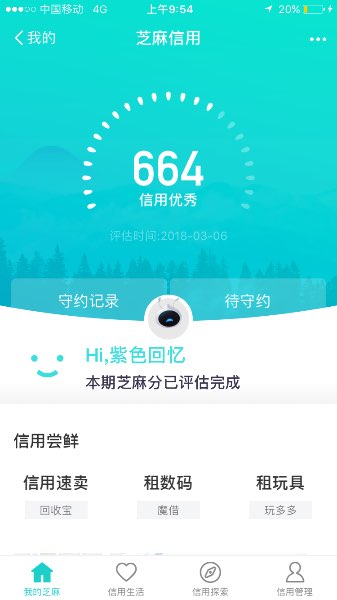 中国移动 4G 上午9:54 20%
我的 芝麻信用
664
信用优秀
评估时间:2018-03-06
守约记录 待守约
Hi,紫色回忆
本期芝麻分已评估完成
信用尝鲜
信用速卖 租数码 租玩具
回收宝 魔借 玩多多
我的芝麻 信用生活 信用探索 信用管理